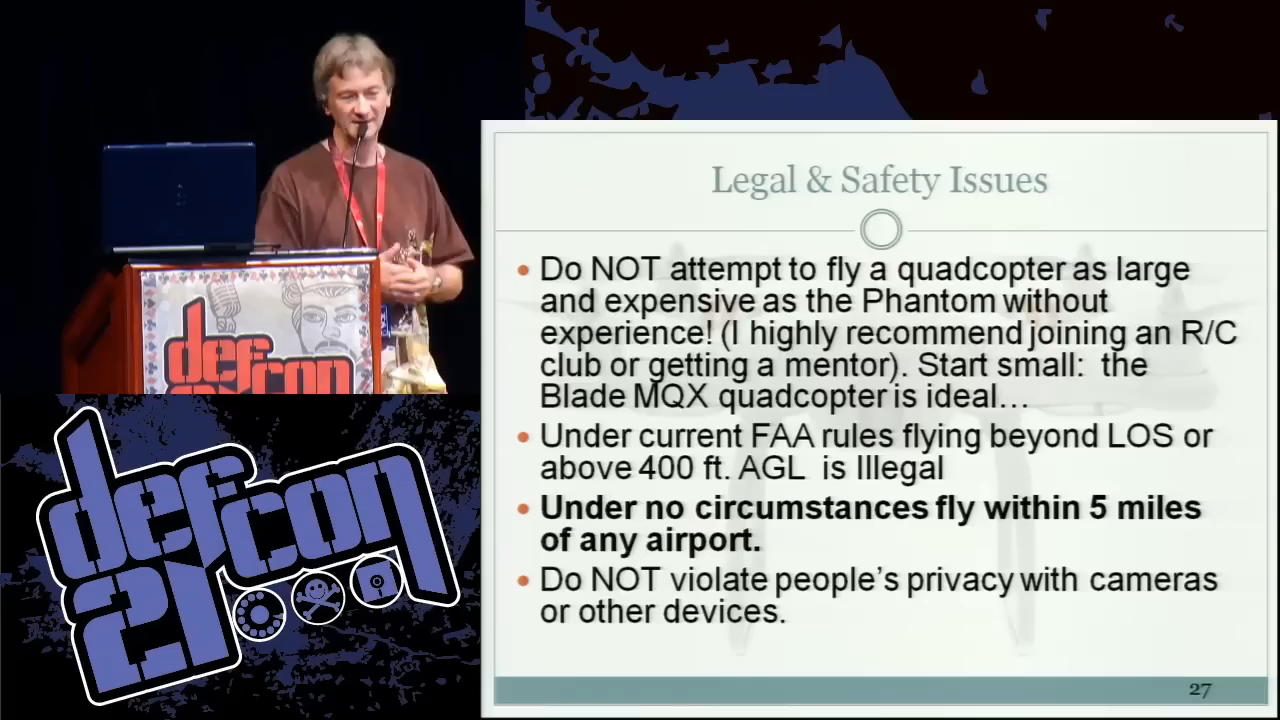 Legal & Safety Issues
• Do NOT attempt to fly a quadcopter as large
and expensive as the Phantom without
experience! (I highly recommend joining an R/C
club or getting a mentor). Start small:  the
Blade MQX quadcopter is ideal…
• Under current FAA rules flying beyond LOS or
above 400 ft. AGL  is Illegal
• Under no circumstances fly within 5 miles
of any airport.
• Do NOT violate people's privacy with cameras
or other devices.
27
defcon
defcon
21